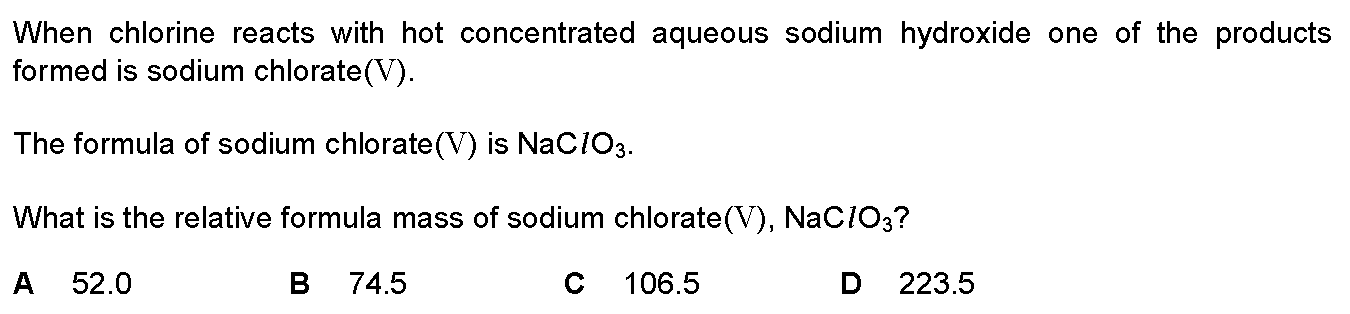 When chlorine reacts with hot concentrated aqueous sodium hydroxide one of the products
formed is sodium chlorate(V).
The formula of sodium chlorate(V) is NaClO₃.
What is the relative formula mass of sodium chlorate(V), NaClO₃?
A 52.0 B 74.5 C 106.5 D 223.5